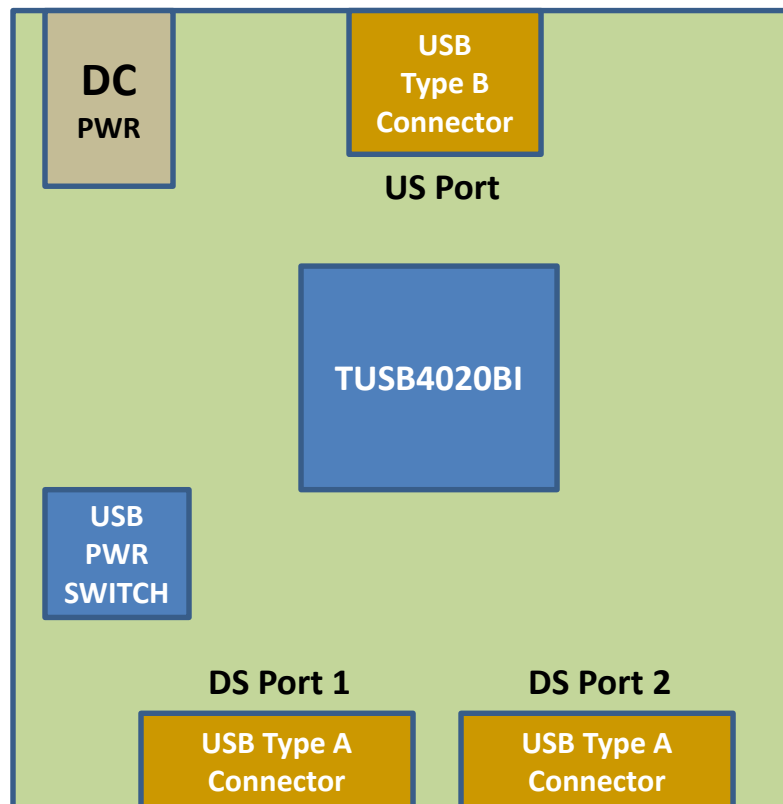 DC
PWR
USB
Type B
Connector
US Port
TUSB4020BI
USB
PWR
SWITCH
DS Port 1
DS Port 2
USB Type A
Connector
USB Type A
Connector